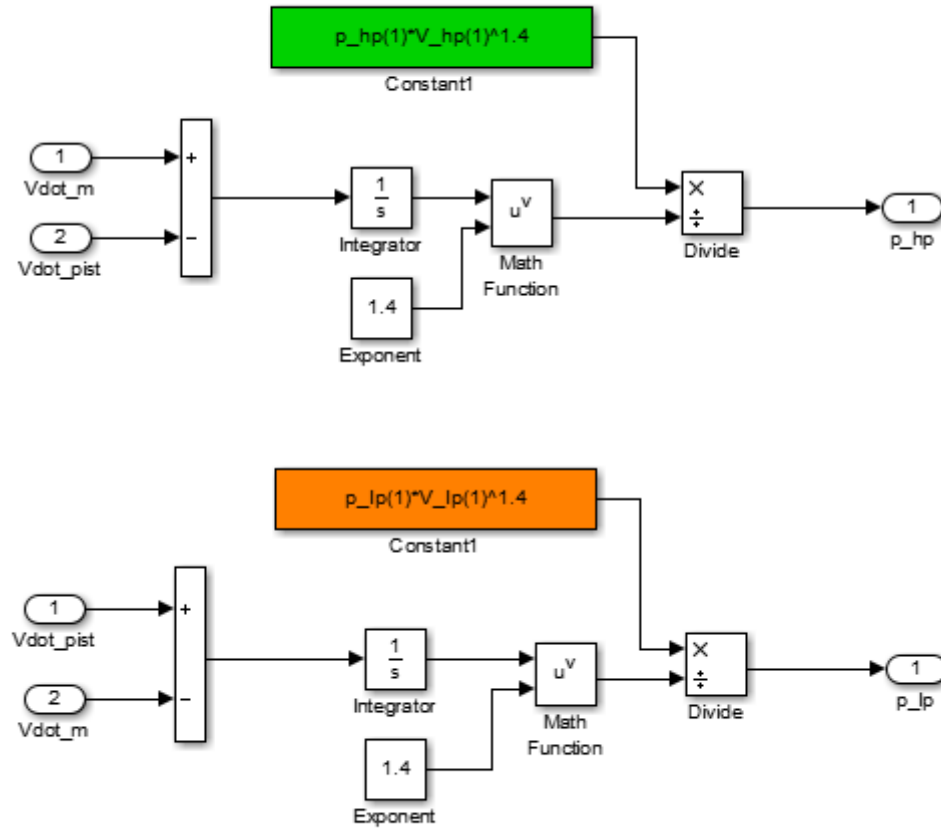 p_hp(1)*V_hp(1)^1.4
Constant1
1
Vdot_m
+
2
Vdot_pist
−
1
s
Integrator
u^v
Math
Function
1.4
Exponent
×
÷
Divide
1
p_hp
p_lp(1)*V_lp(1)^1.4
Constant1
1
Vdot_pist
+
2
Vdot_m
−
1
s
Integrator
u^v
Math
Function
1.4
Exponent
×
÷
Divide
1
p_lp